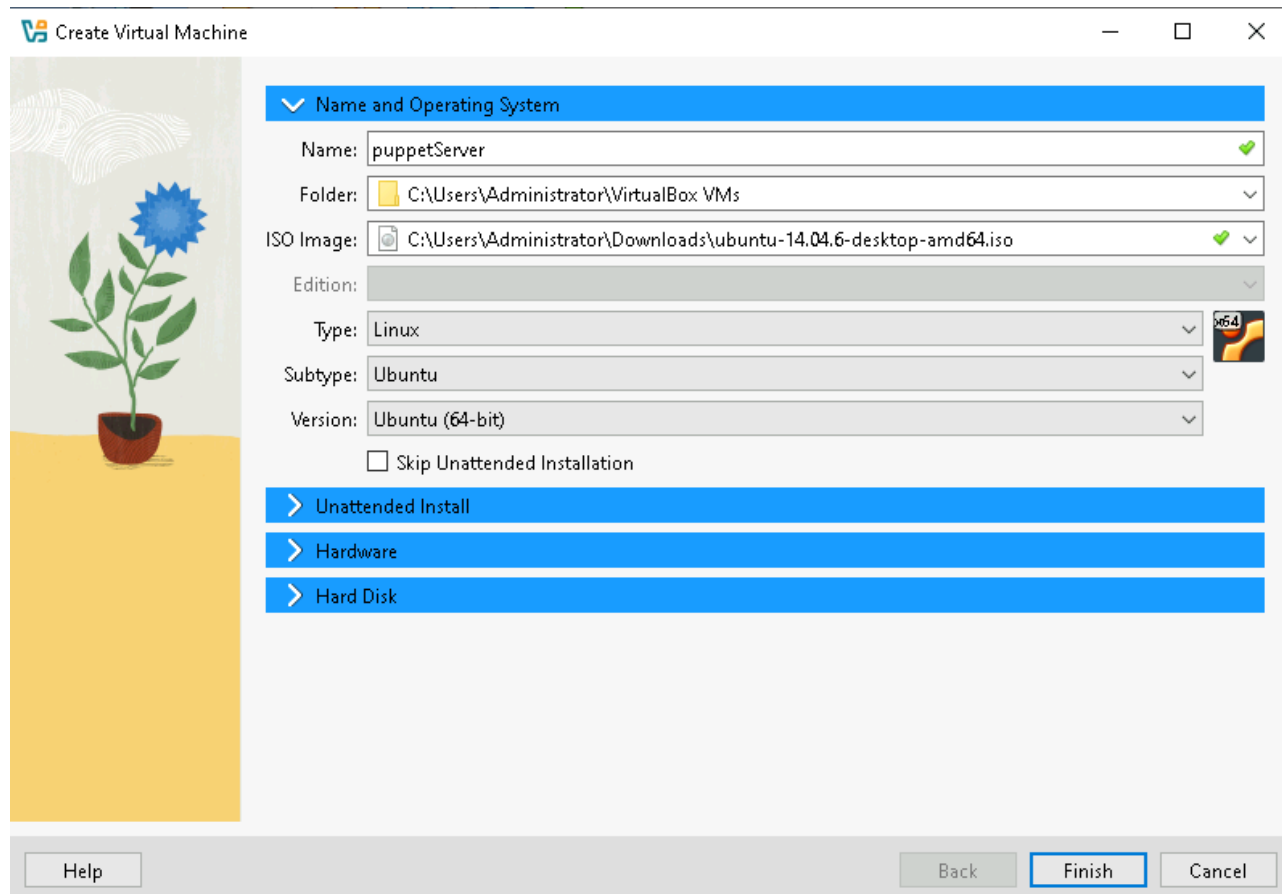 Create Virtual Machine
Name and Operating System
Name: puppetServer
Folder: C:\Users\Administrator\VirtualBox VMs
ISO Image: C:\Users\Administrator\Downloads\ubuntu-14.04.6-desktop-amd64.iso
Edition:
Type: Linux
x64
Subtype: Ubuntu
Version: Ubuntu (64-bit)
Skip Unattended Installation
Unattended Install
Hardware
Hard Disk
Help Back Finish Cancel